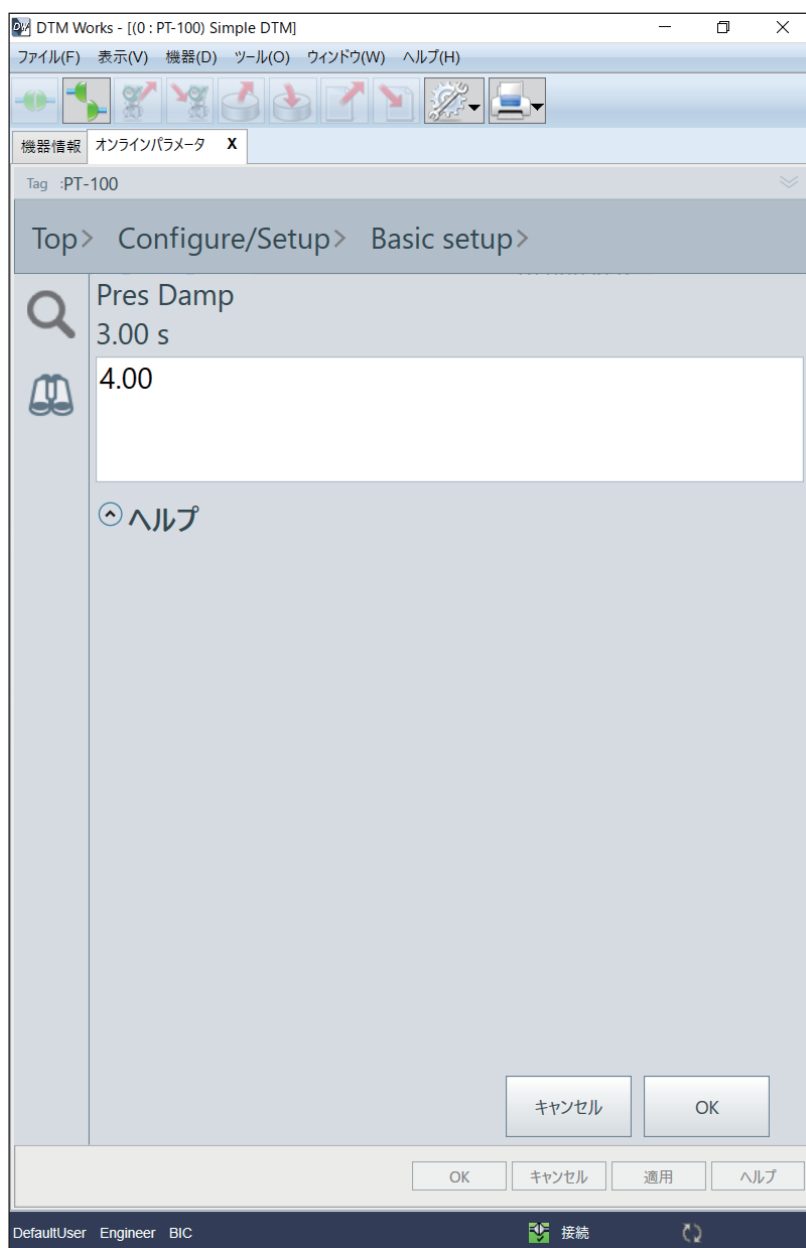 DTM Works - [(0 : PT-100) Simple DTM]
ファイル(F) 表示(V) 機器(D) ツール(O) ウィンドウ(W) ヘルプ(H)
機器情報 オンラインパラメータ X
Tag :PT-100
Top> Configure/Setup> Basic setup>
Pres Damp
3.00 s
4.00
ヘルプ
キャンセル OK
OK キャンセル 適用 ヘルプ
DefaultUser Engineer BIC 接続